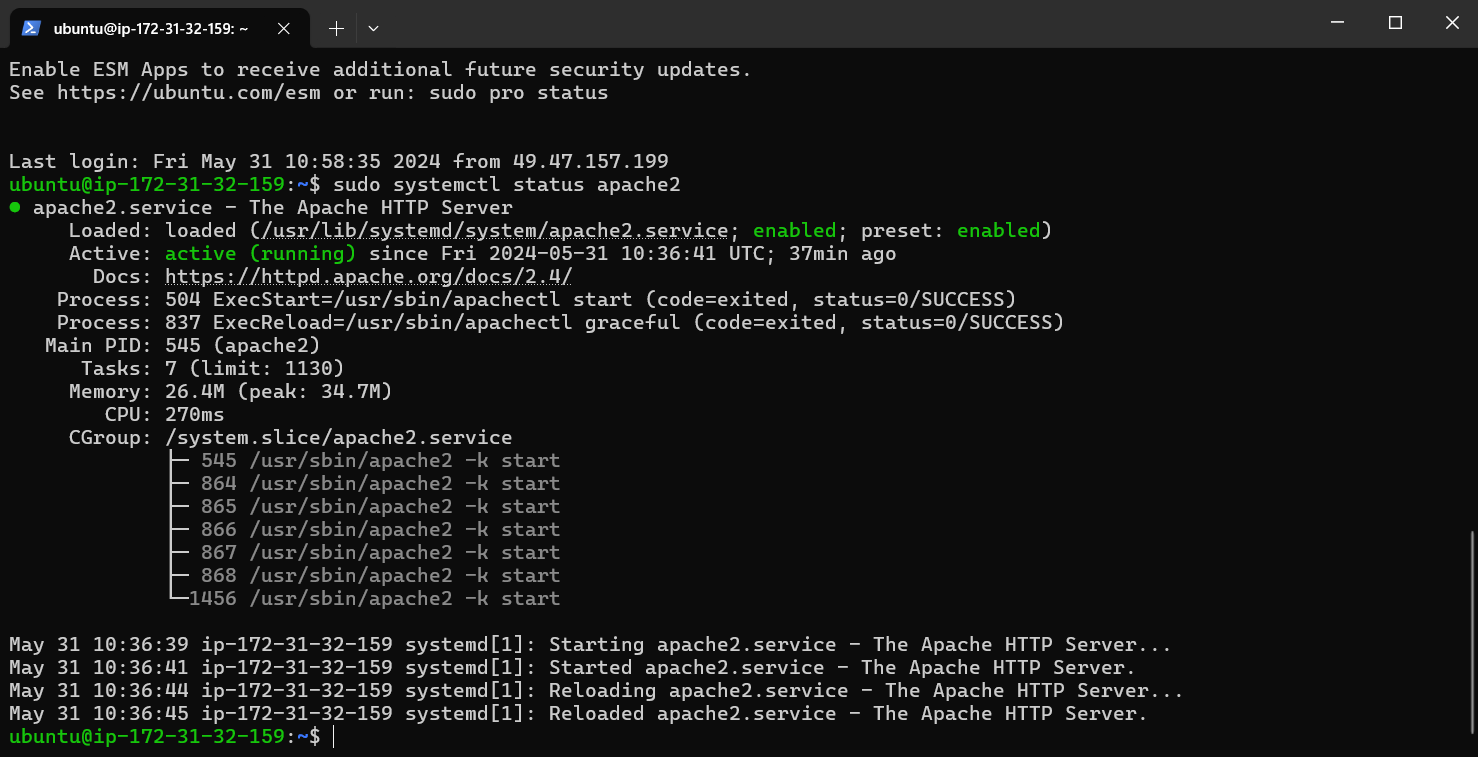 ubuntu@ip-172-31-32-159: ~
Enable ESM Apps to receive additional future security updates.
See https://ubuntu.com/esm or run: sudo pro status
Last login: Fri May 31 10:58:35 2024 from 49.47.157.199
ubuntu@ip-172-31-32-159:~$ sudo systemctl status apache2
● apache2.service - The Apache HTTP Server
     Loaded: loaded (/usr/lib/systemd/system/apache2.service; enabled; preset: enabled)
     Active: active (running) since Fri 2024-05-31 10:36:41 UTC; 37min ago
       Docs: https://httpd.apache.org/docs/2.4/
    Process: 504 ExecStart=/usr/sbin/apachectl start (code=exited, status=0/SUCCESS)
    Process: 837 ExecReload=/usr/sbin/apachectl graceful (code=exited, status=0/SUCCESS)
   Main PID: 545 (apache2)
      Tasks: 7 (limit: 1130)
     Memory: 26.4M (peak: 34.7M)
        CPU: 270ms
     CGroup: /system.slice/apache2.service
             ├─ 545 /usr/sbin/apache2 -k start
             ├─ 864 /usr/sbin/apache2 -k start
             ├─ 865 /usr/sbin/apache2 -k start
             ├─ 866 /usr/sbin/apache2 -k start
             ├─ 867 /usr/sbin/apache2 -k start
             ├─ 868 /usr/sbin/apache2 -k start
             └─1456 /usr/sbin/apache2 -k start
May 31 10:36:39 ip-172-31-32-159 systemd[1]: Starting apache2.service - The Apache HTTP Server...
May 31 10:36:41 ip-172-31-32-159 systemd[1]: Started apache2.service - The Apache HTTP Server.
May 31 10:36:44 ip-172-31-32-159 systemd[1]: Reloading apache2.service - The Apache HTTP Server...
May 31 10:36:45 ip-172-31-32-159 systemd[1]: Reloaded apache2.service - The Apache HTTP Server.
ubuntu@ip-172-31-32-159:~$